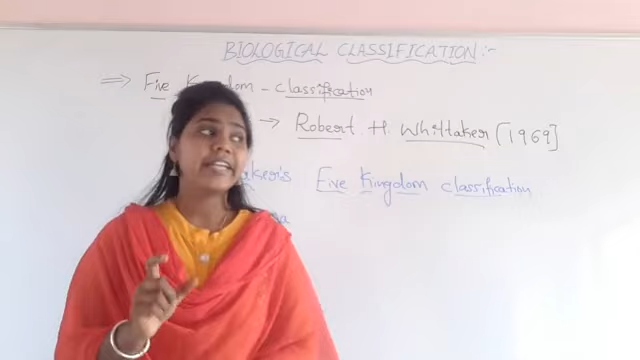 BIOLOGICAL CLASSIFICATION :-
⇒ Five Kingdom - classification
→ Robert H Whittaker [1969]
Five Kingdom classification